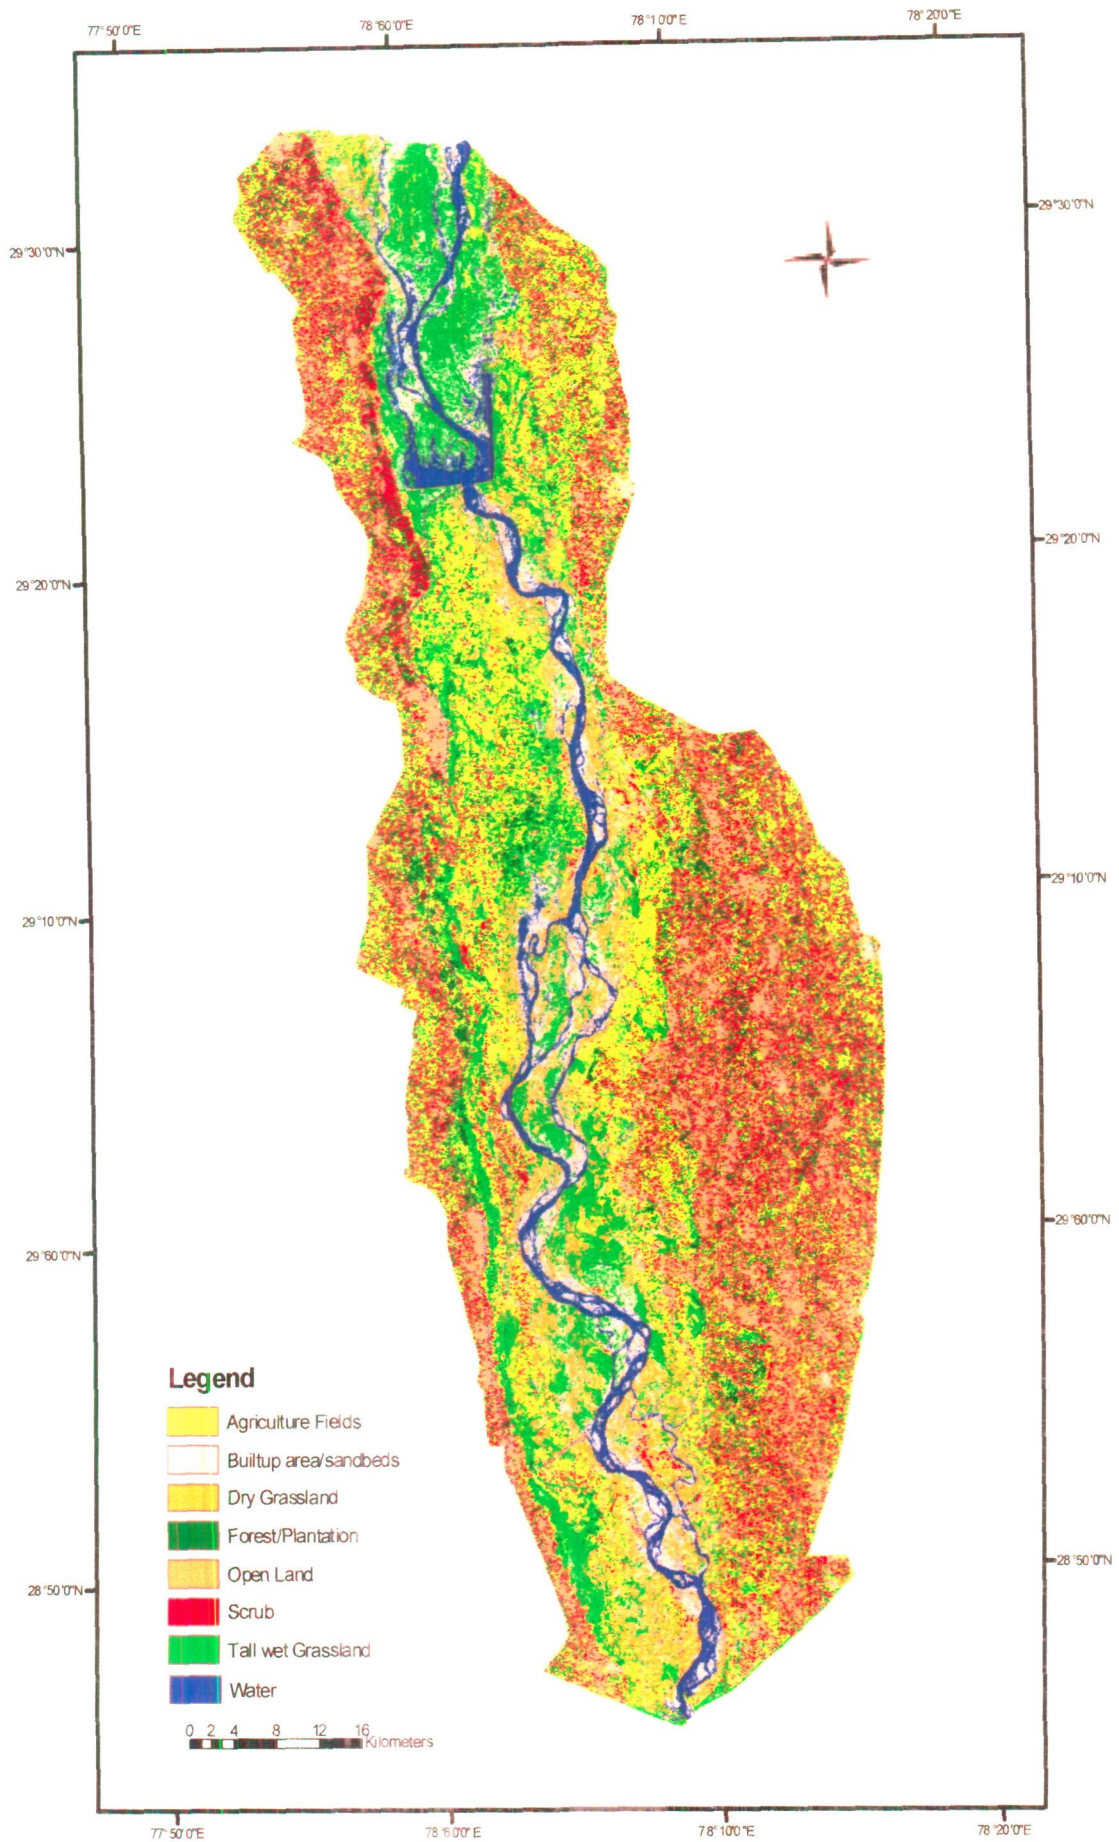 77°50'0"E 78°60'0"E 78°10'0"E 78°20'0"E
29°30'0"N
29°30'0"N
29°20'0"N
29°20'0"N
29°10'0"N
29°10'0"N
29°60'0"N
29°60'0"N
Legend
Agriculture Fields
Builtup area/sandbeds
Dry Grassland
Forest/Plantation
Open Land
28°50'0"N
28°50'0"N
Scrub
Tall wet Grassland
Water
0 2 4 8 12 16
Kilometers
77°50'0"E 78°60'0"E 78°10'0"E 78°20'0"E